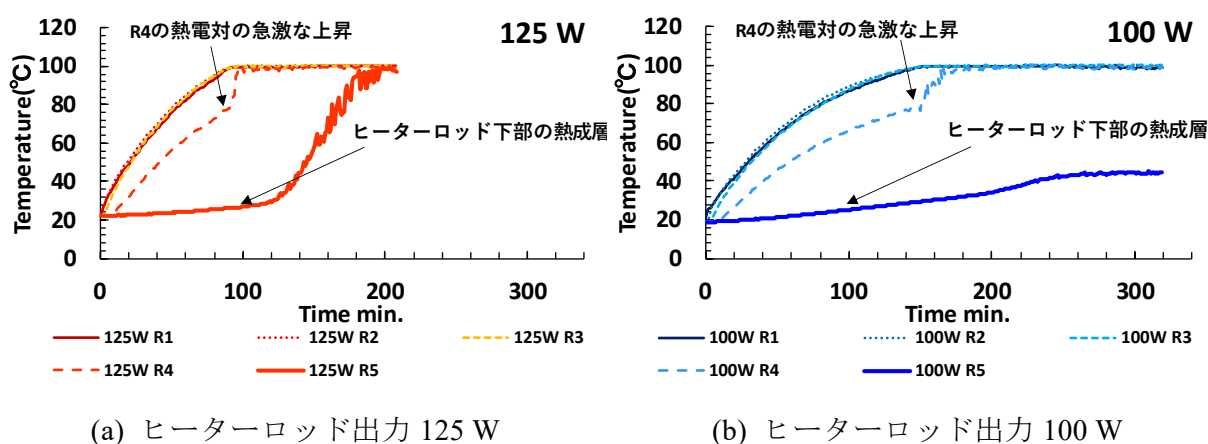 R4の熱電対の急激な上昇
125 W
120
100
80
60
40
20
0
Temperature(℃)
ヒーターロッド下部の熱成層
0 100 200 300
Time min.
125W R1 125W R2 125W R3
125W R4 125W R5
(a) ヒーターロッド出力 125 W
R4の熱電対の急激な上昇
100 W
120
100
80
60
40
20
0
Temperature(℃)
ヒーターロッド下部の熱成層
0 100 200 300
Time min.
100W R1 100W R2 100W R3
100W R4 100W R5
(b) ヒーターロッド出力 100 W